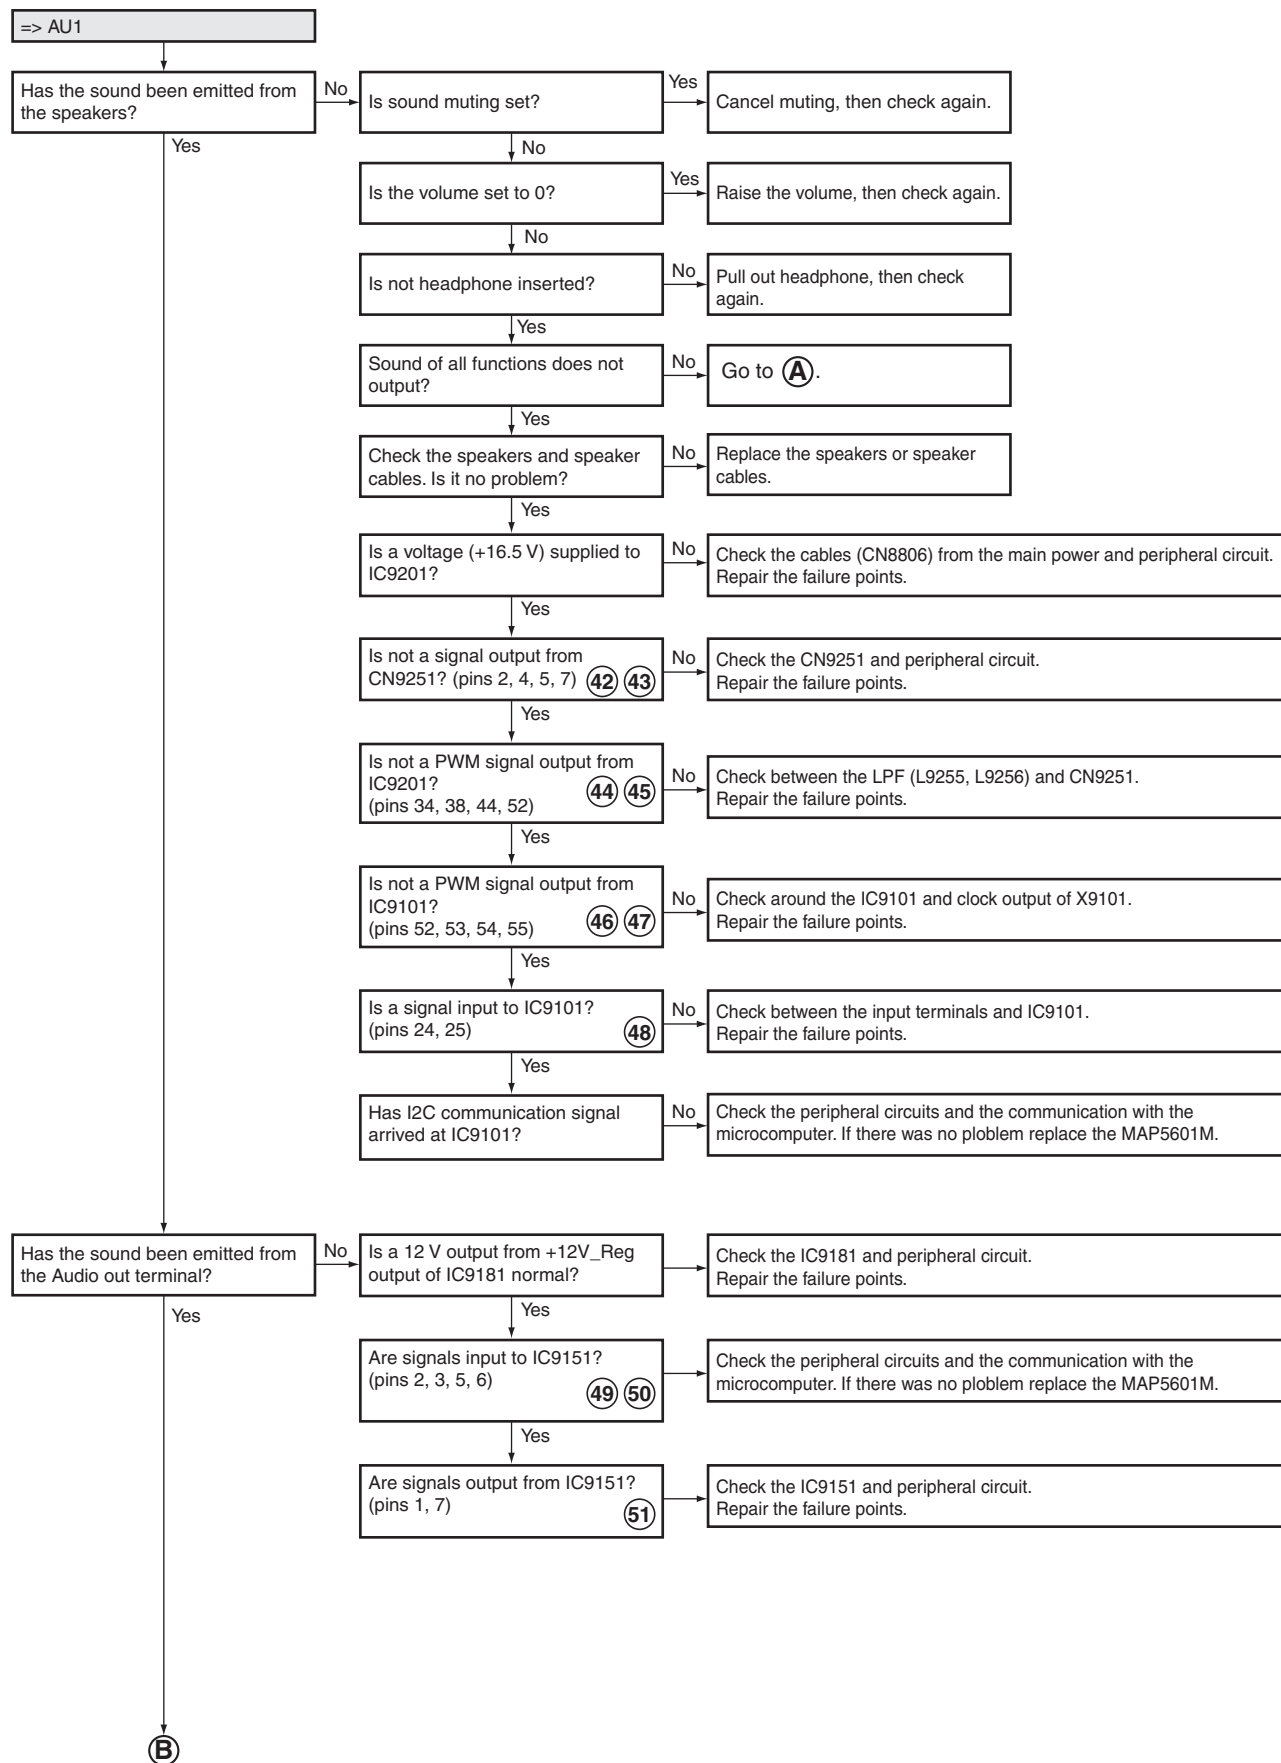 => AU1
Has the sound been emitted from
the speakers?
No
Is sound muting set?
Yes
Cancel muting, then check again.
Yes
No
Is the volume set to 0?
Yes
Raise the volume, then check again.
No
Is not headphone inserted?
No
Pull out headphone, then check
again.
Yes
Sound of all functions does not
output?
No
Go to A.
Yes
Check the speakers and speaker
cables. Is it no problem?
No
Replace the speakers or speaker
cables.
Yes
Is a voltage (+16.5 V) supplied to
IC9201?
No
Check the cables (CN8806) from the main power and peripheral circuit.
Repair the failure points.
Yes
Is not a signal output from
CN9251? (pins 2, 4, 5, 7) 42 43
No
Check the CN9251 and peripheral circuit.
Repair the failure points.
Yes
Is not a PWM signal output from
IC9201?
(pins 34, 38, 44, 52)
44 45
No
Check between the LPF (L9255, L9256) and CN9251.
Repair the failure points.
Yes
Is not a PWM signal output from
IC9101?
(pins 52, 53, 54, 55)
46 47
No
Check around the IC9101 and clock output of X9101.
Repair the failure points.
Yes
Is a signal input to IC9101?
(pins 24, 25)
48
No
Check between the input terminals and IC9101.
Repair the failure points.
Yes
Has I2C communication signal
arrived at IC9101?
No
Check the peripheral circuits and the communication with the
microcomputer. If there was no ploblem replace the MAP5601M.
Has the sound been emitted from
the Audio out terminal?
No
Is a 12 V output from +12V_Reg
output of IC9181 normal?
Check the IC9181 and peripheral circuit.
Repair the failure points.
Yes
Yes
Are signals input to IC9151?
(pins 2, 3, 5, 6)
49 50
Check the peripheral circuits and the communication with the
microcomputer. If there was no ploblem replace the MAP5601M.
Yes
Are signals output from IC9151?
(pins 1, 7)
51
Check the IC9151 and peripheral circuit.
Repair the failure points.
B